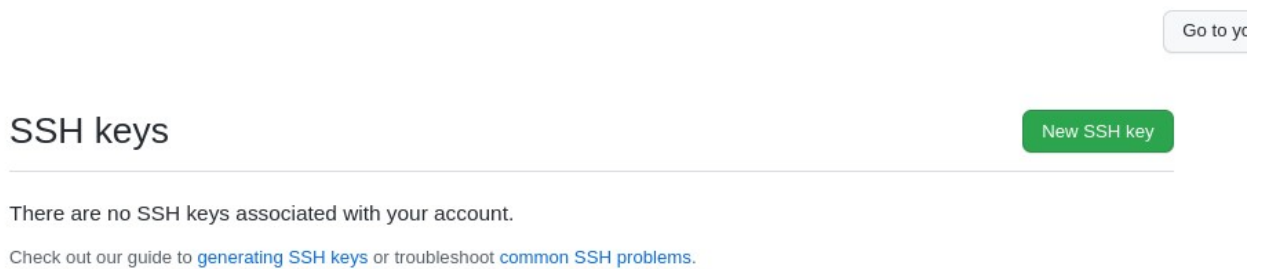 Go to
SSH keys
New SSH key
There are no SSH keys associated with your account.
Check out our guide to generating SSH keys or troubleshoot common SSH problems.